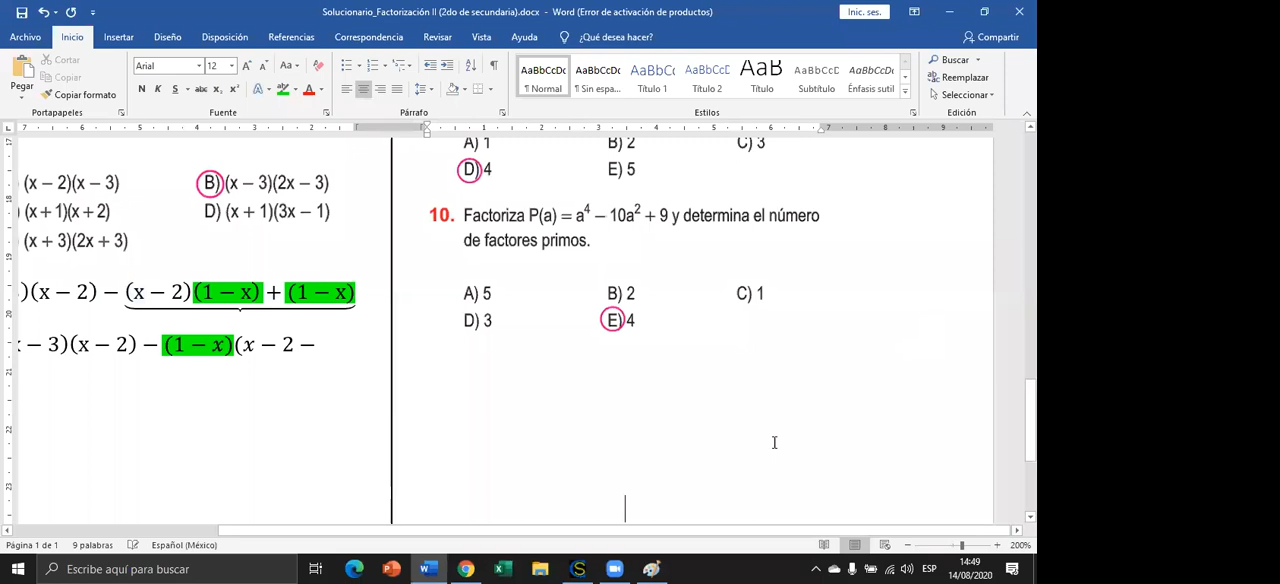 Solucionario_Factorización II (2do de secundaria).docx - Word (Error de activación de productos)
Inic. ses.
Archivo Inicio Insertar Diseño Disposición Referencias Correspondencia Revisar Vista Ayuda ¿Qué desea hacer? Compartir
Pegar
Cortar
Copiar
Copiar formato
Portapapeles
Arial 12
N K S abc x₂ x²
Fuente
Párrafo
AaBbCcDc AaBbCcDc AaBbCc AaBbCcE AaB AaBbCcD AaBbCcDc
¶ Normal ¶ Sin espa... Título 1 Título 2 Título Subtítulo Énfasis sutil
Estilos
Buscar
Reemplazar
Seleccionar
Edición
(x − 2)(x − 3) B) (x − 3)(2x − 3)
(x + 1)(x + 2) D) (x + 1)(3x − 1)
(x + 3)(2x + 3)
)(x − 2) − (x − 2)(1 − x) + (1 − x)
− 3)(x − 2) − (1 − x)(x − 2 −
A) 1 B) 2 C) 3
D) 4 E) 5
10. Factoriza P(a) = a⁴ − 10a² + 9 y determina el número
de factores primos.
A) 5 B) 2 C) 1
D) 3 E) 4
Página 1 de 1 9 palabras Español (México) 200%
Escribe aquí para buscar
ESP
14:49
14/08/2020